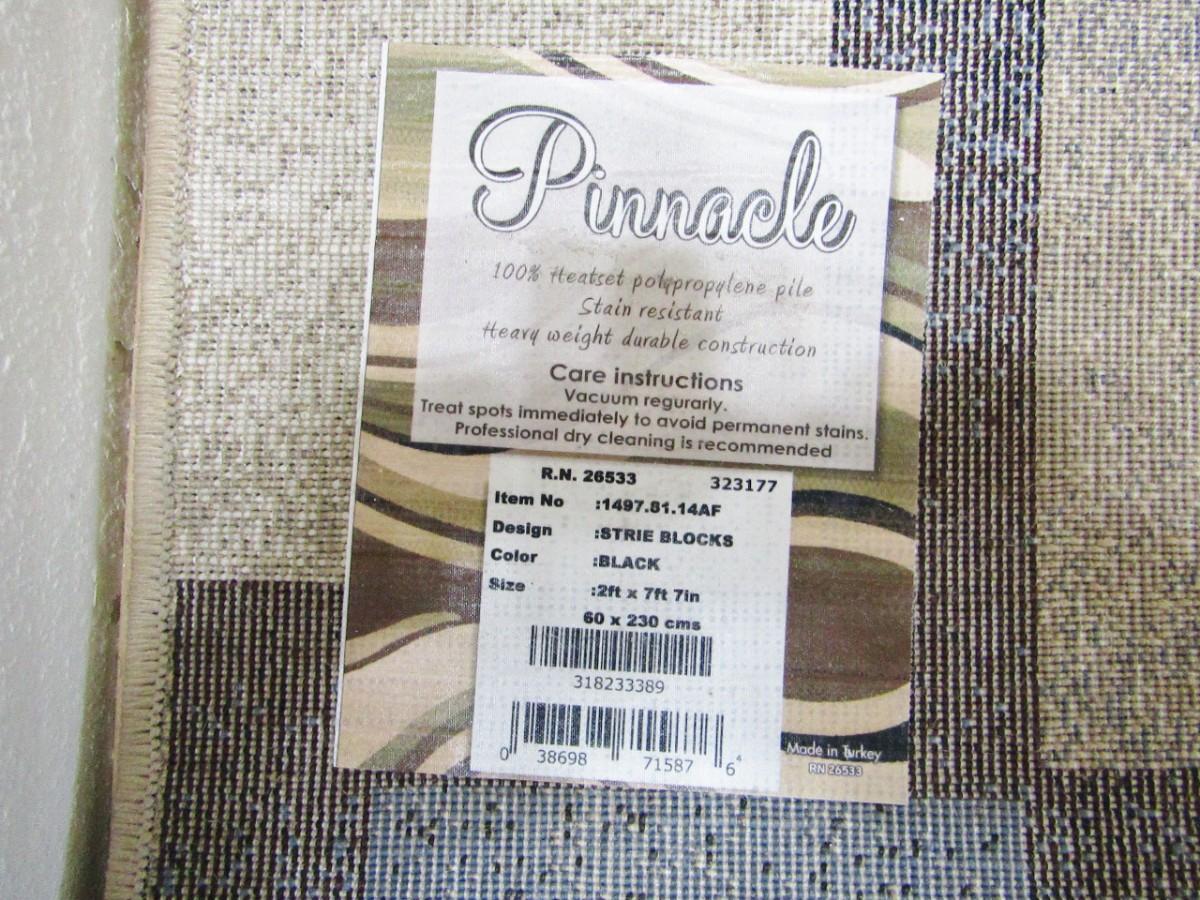 Pinnacle
100% Heatset polypropylene pile
Stain resistant
Heavy weight durable construction
Care instructions
Vacuum regurarly.
Treat spots immediately to avoid permanent stains.
Professional dry cleaning is recommended
R.N. 26533 323177
Item No :1497.81.14AF
Design :STRIE BLOCKS
Color :BLACK
Size :2ft x 7ft 7in
60 x 230 cms
318233389
0 38698 71587 6 4
Made in Turkey
RN 26533